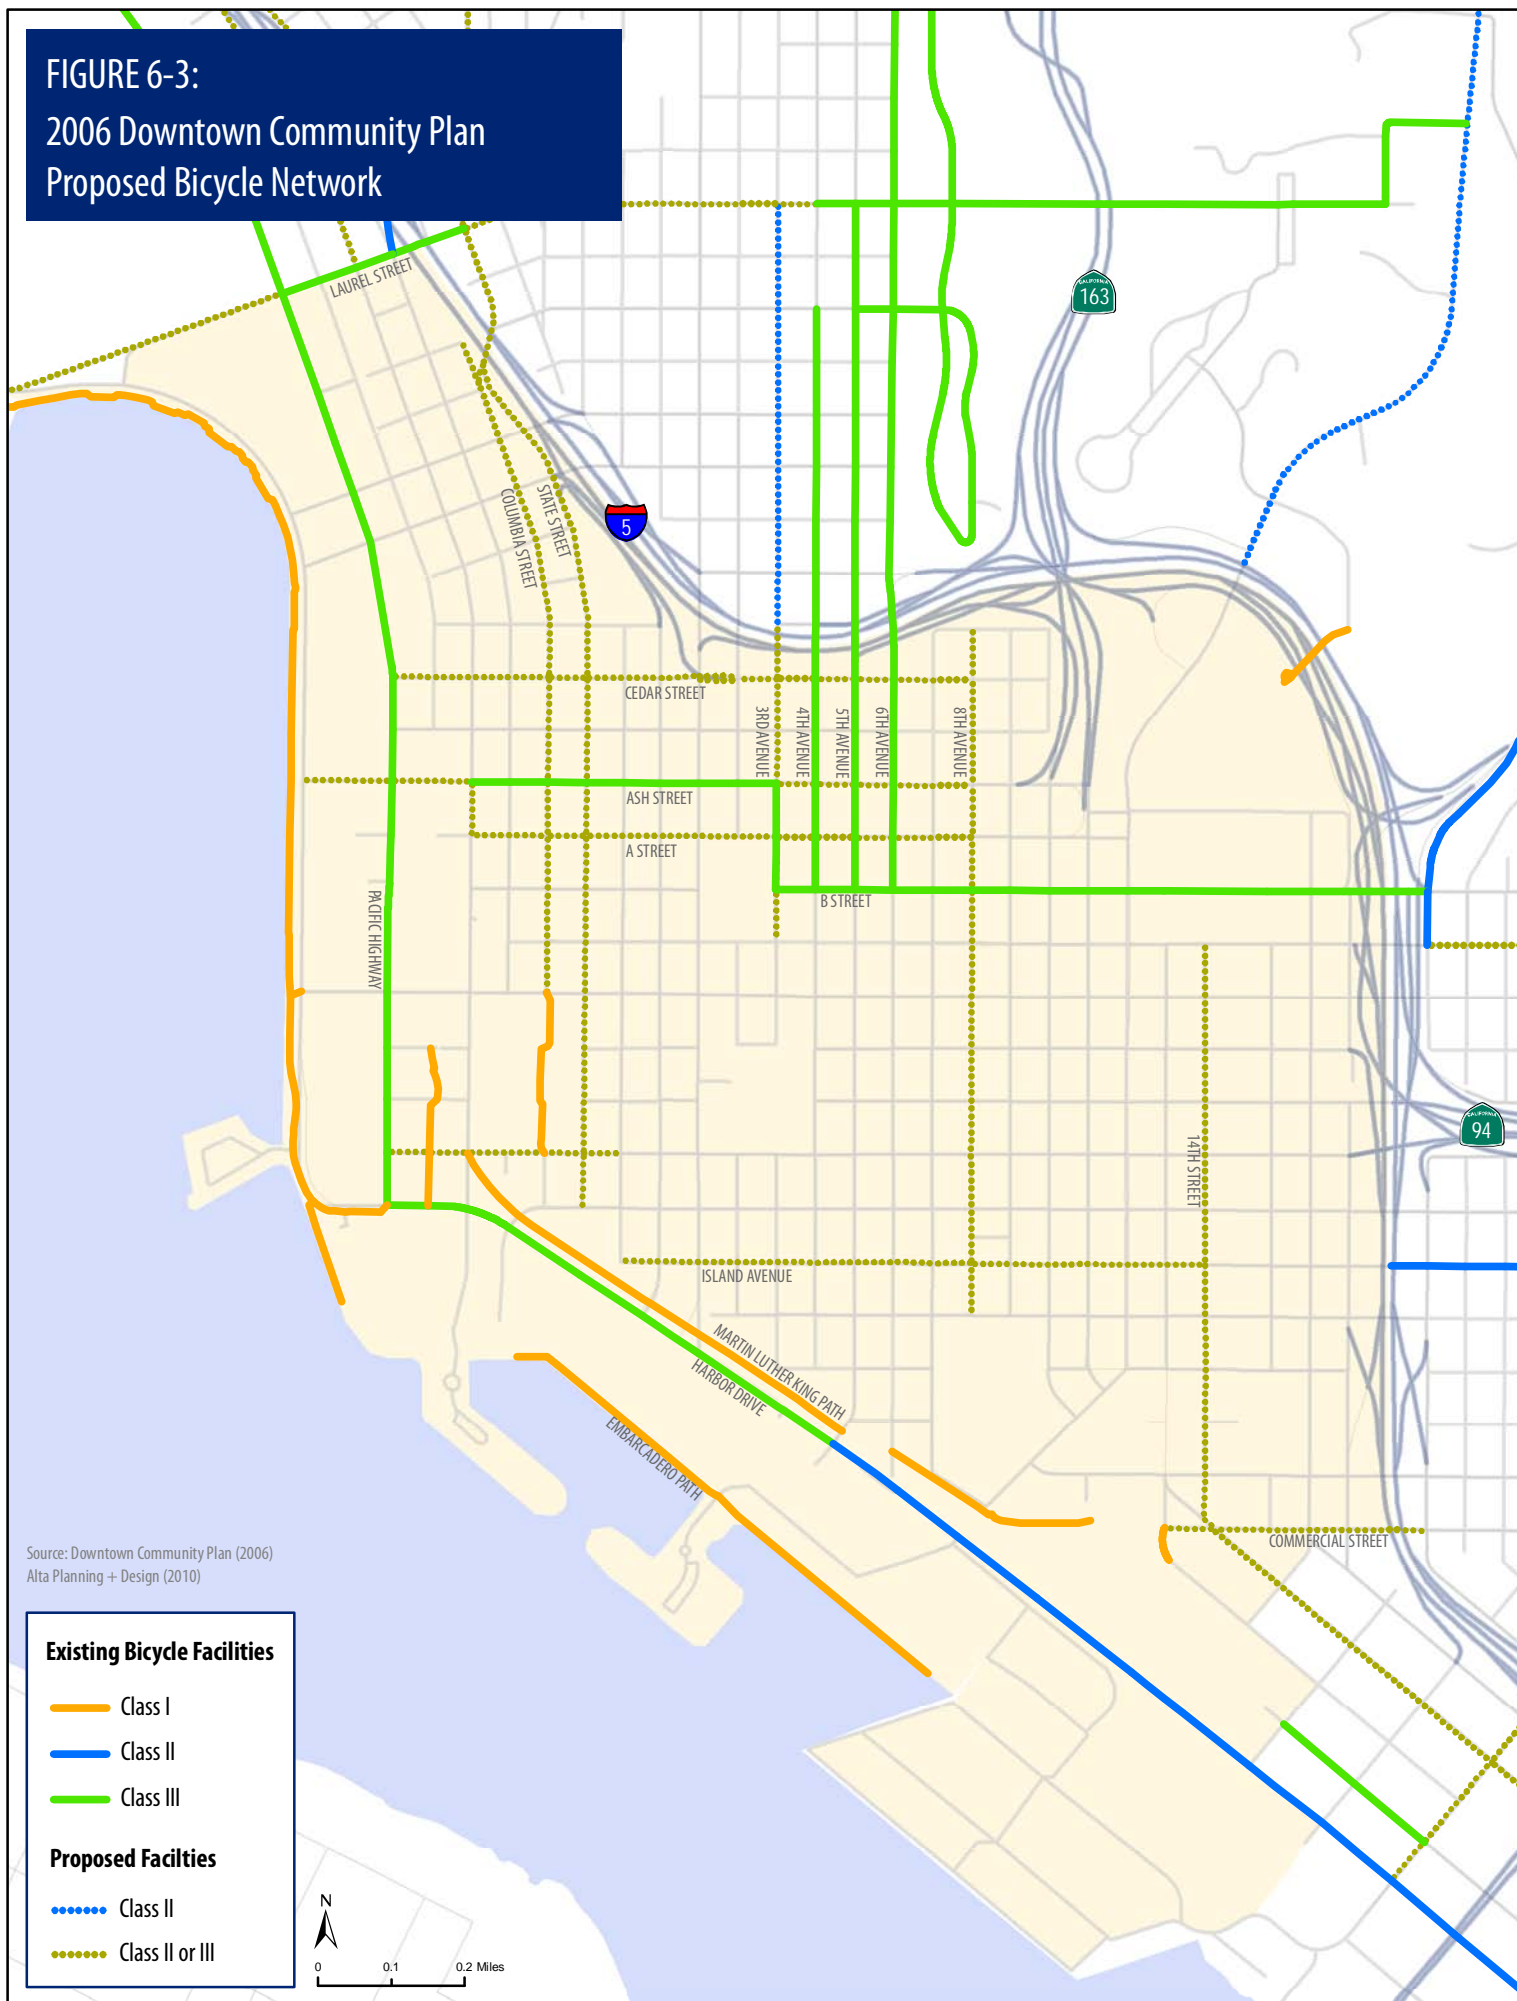 FIGURE 6-3:
2006 Downtown Community Plan
Proposed Bicycle Network
LAUREL STREET
CALIFORNIA
163
5
COLUMBIA STREET
STATE STREET
CEDAR STREET
3RD AVENUE
4TH AVENUE
5TH AVENUE
6TH AVENUE
8TH AVENUE
ASH STREET
A STREET
B STREET
PACIFIC HIGHWAY
CALIFORNIA
94
14TH STREET
ISLAND AVENUE
MARTIN LUTHER KING PATH
HARBOR DRIVE
EMBARCADERO PATH
COMMERCIAL STREET
Source: Downtown Community Plan (2006)
Alta Planning + Design (2010)
Existing Bicycle Facilities
Class I
Class II
Class III
Proposed Facilties
Class II
Class II or III
N
0 0.1 0.2 Miles